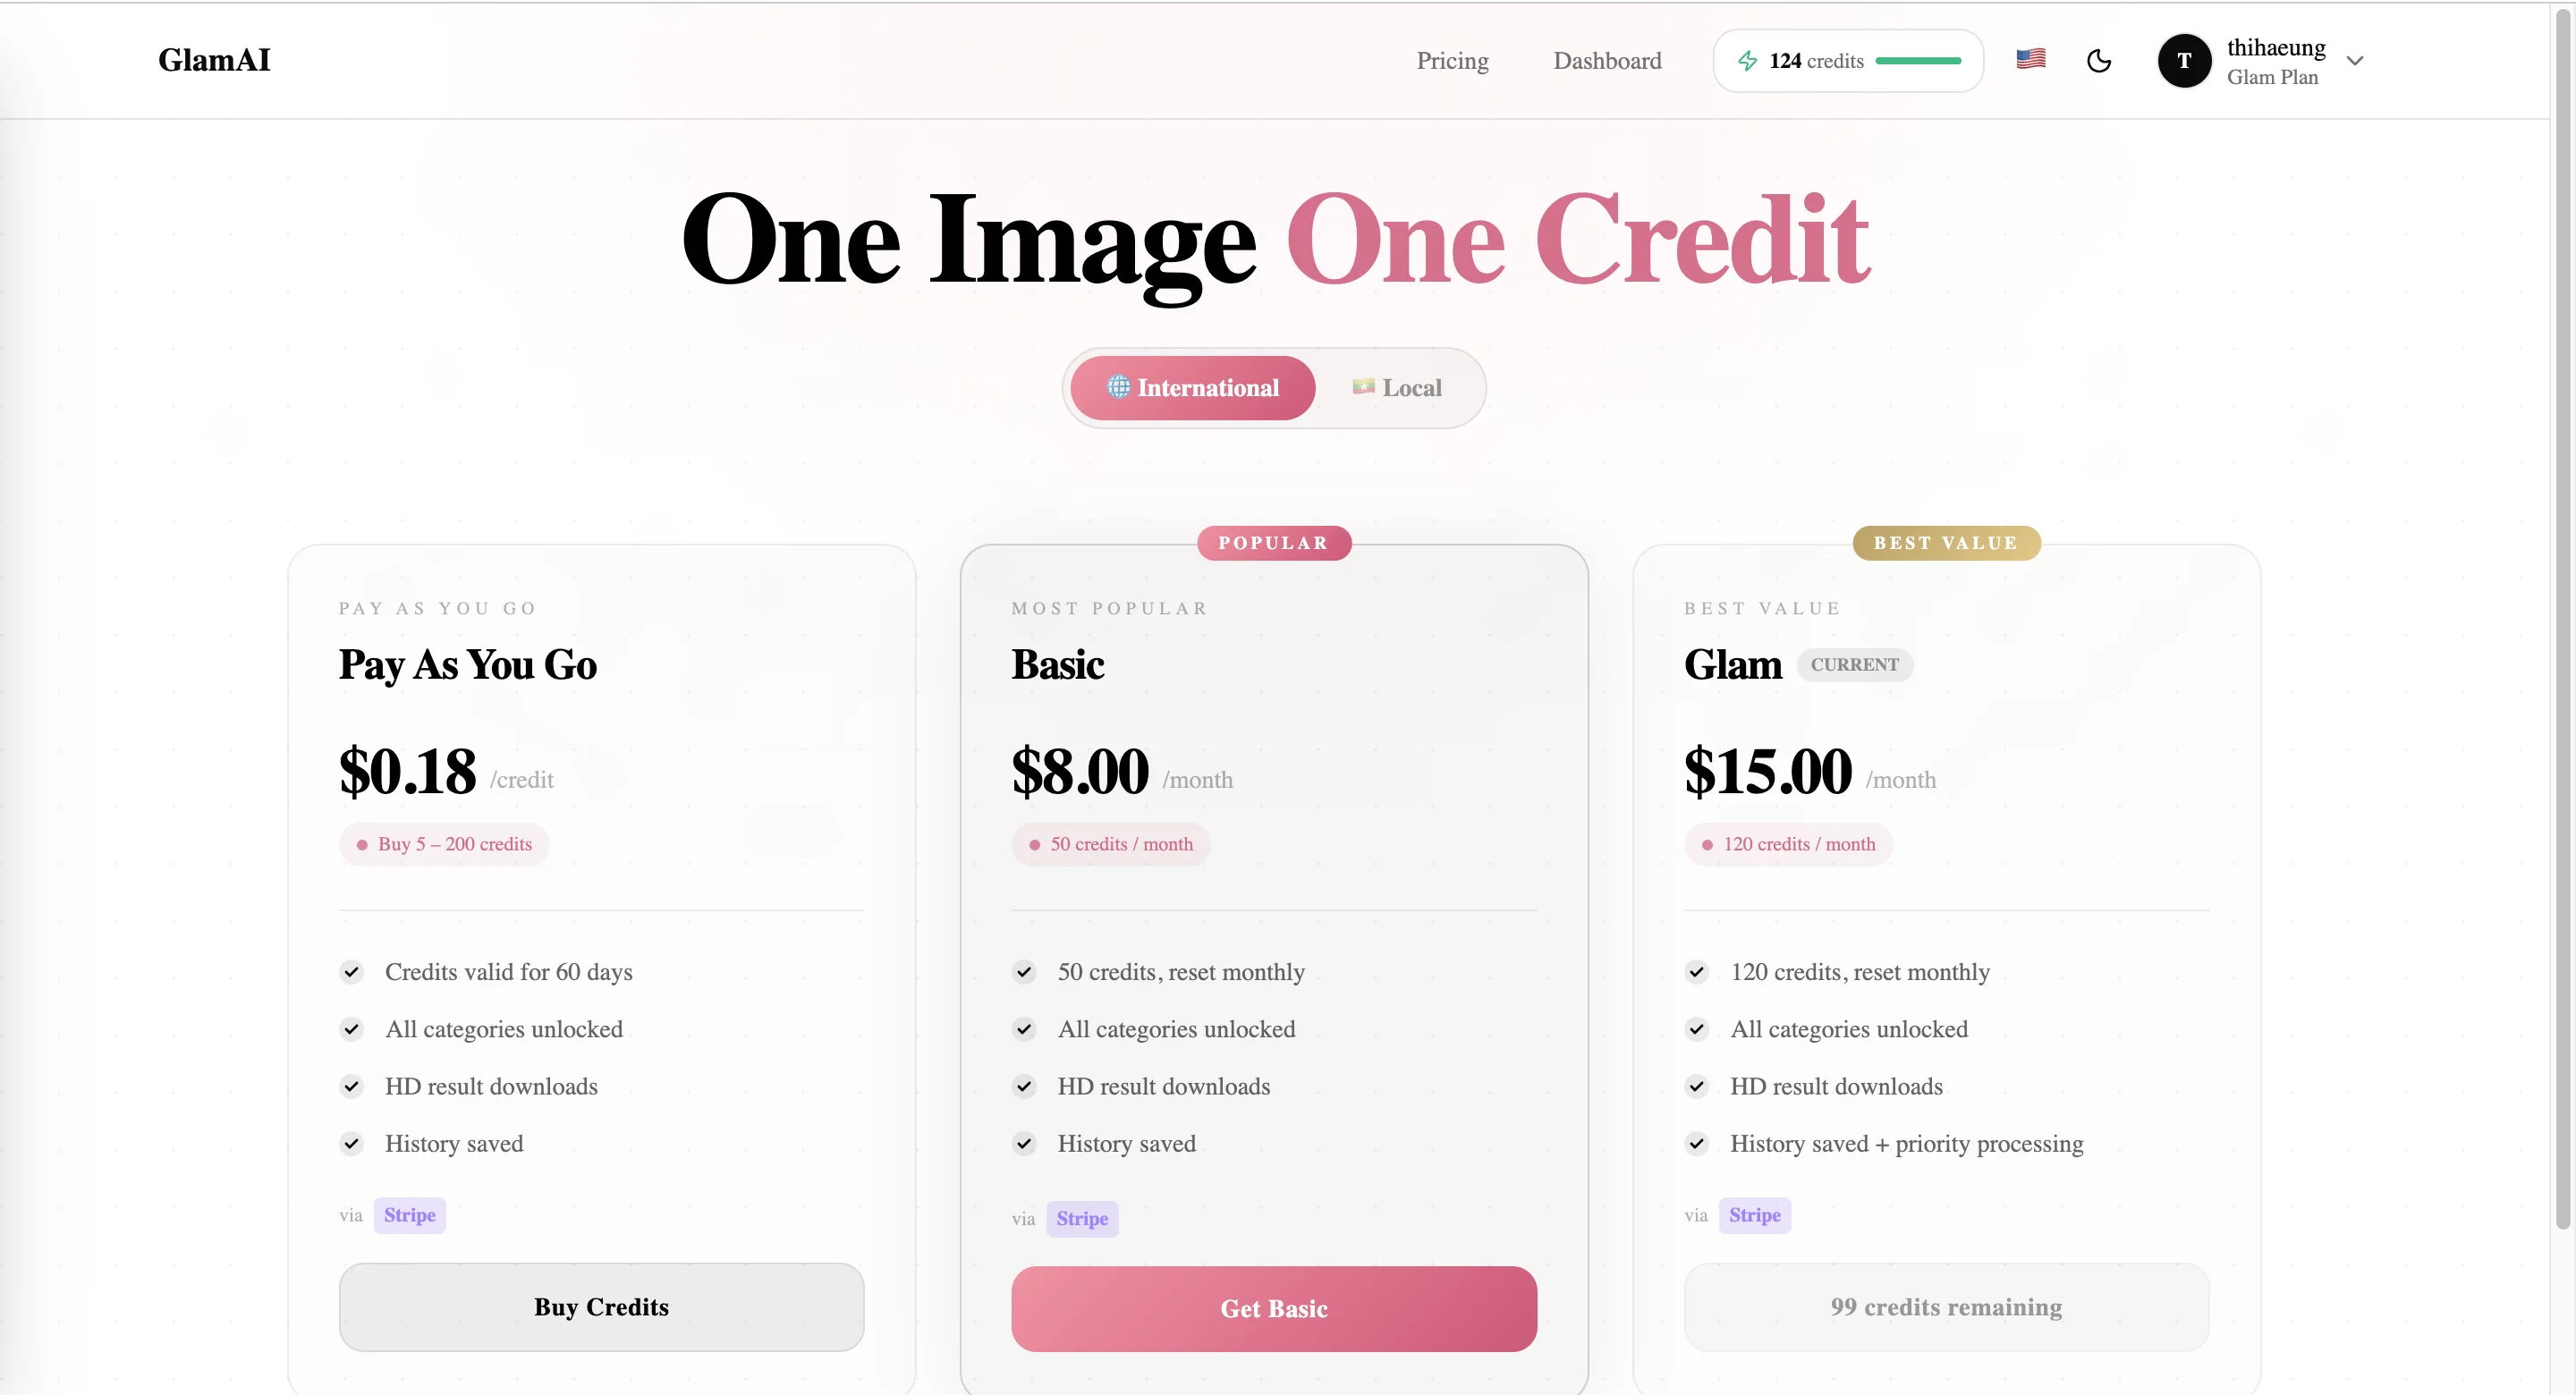 GlamAI
Pricing
Dashboard
124 credits
T
thihaeung
Glam Plan
One Image One Credit
International
Local
PAY AS YOU GO
Pay As You Go
$0.18 /credit
Buy 5 – 200 credits
Credits valid for 60 days
All categories unlocked
HD result downloads
History saved
via Stripe
Buy Credits
POPULAR
MOST POPULAR
Basic
$8.00 /month
50 credits / month
50 credits, reset monthly
All categories unlocked
HD result downloads
History saved
via Stripe
Get Basic
BEST VALUE
BEST VALUE
Glam CURRENT
$15.00 /month
120 credits / month
120 credits, reset monthly
All categories unlocked
HD result downloads
History saved + priority processing
via Stripe
99 credits remaining